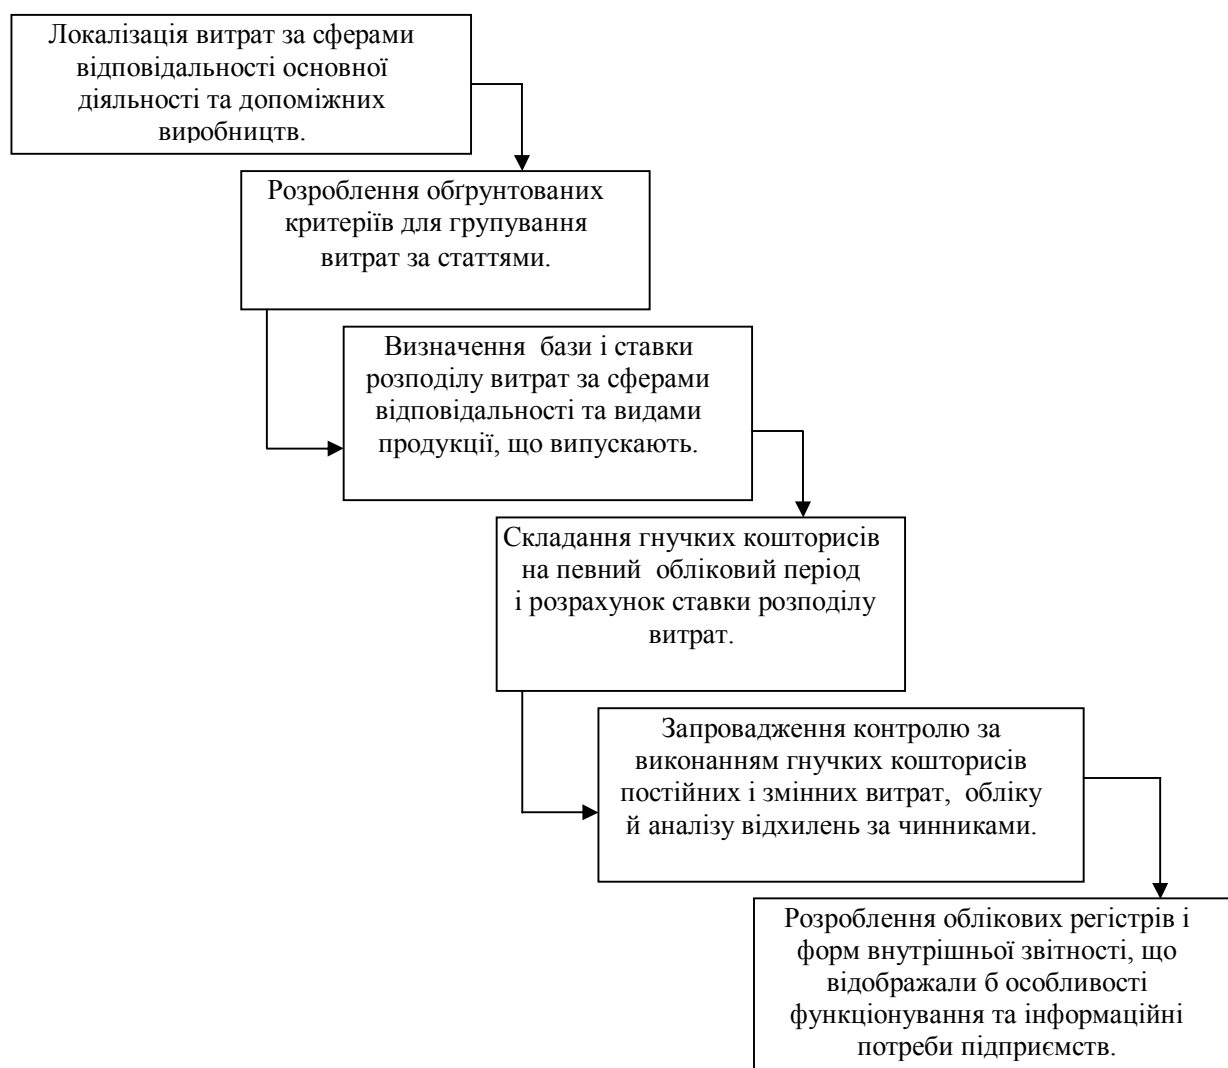 Локалізація витрат за сферами
відповідальності основної
діяльності та допоміжних
виробництв.
Розроблення обґрунтованих
критеріїв для групування
витрат за статтями.
Визначення бази і ставки
розподілу витрат за сферами
відповідальності та видами
продукції, що випускають.
Складання гнучких кошторисів
на певний обліковий період
і розрахунок ставки розподілу
витрат.
Запровадження контролю за
виконанням гнучких кошторисів
постійних і змінних витрат, обліку
й аналізу відхилень за чинниками.
Розроблення облікових регістрів і
форм внутрішньої звітності, що
відображали б особливості
функціонування та інформаційні
потреби підприємств.